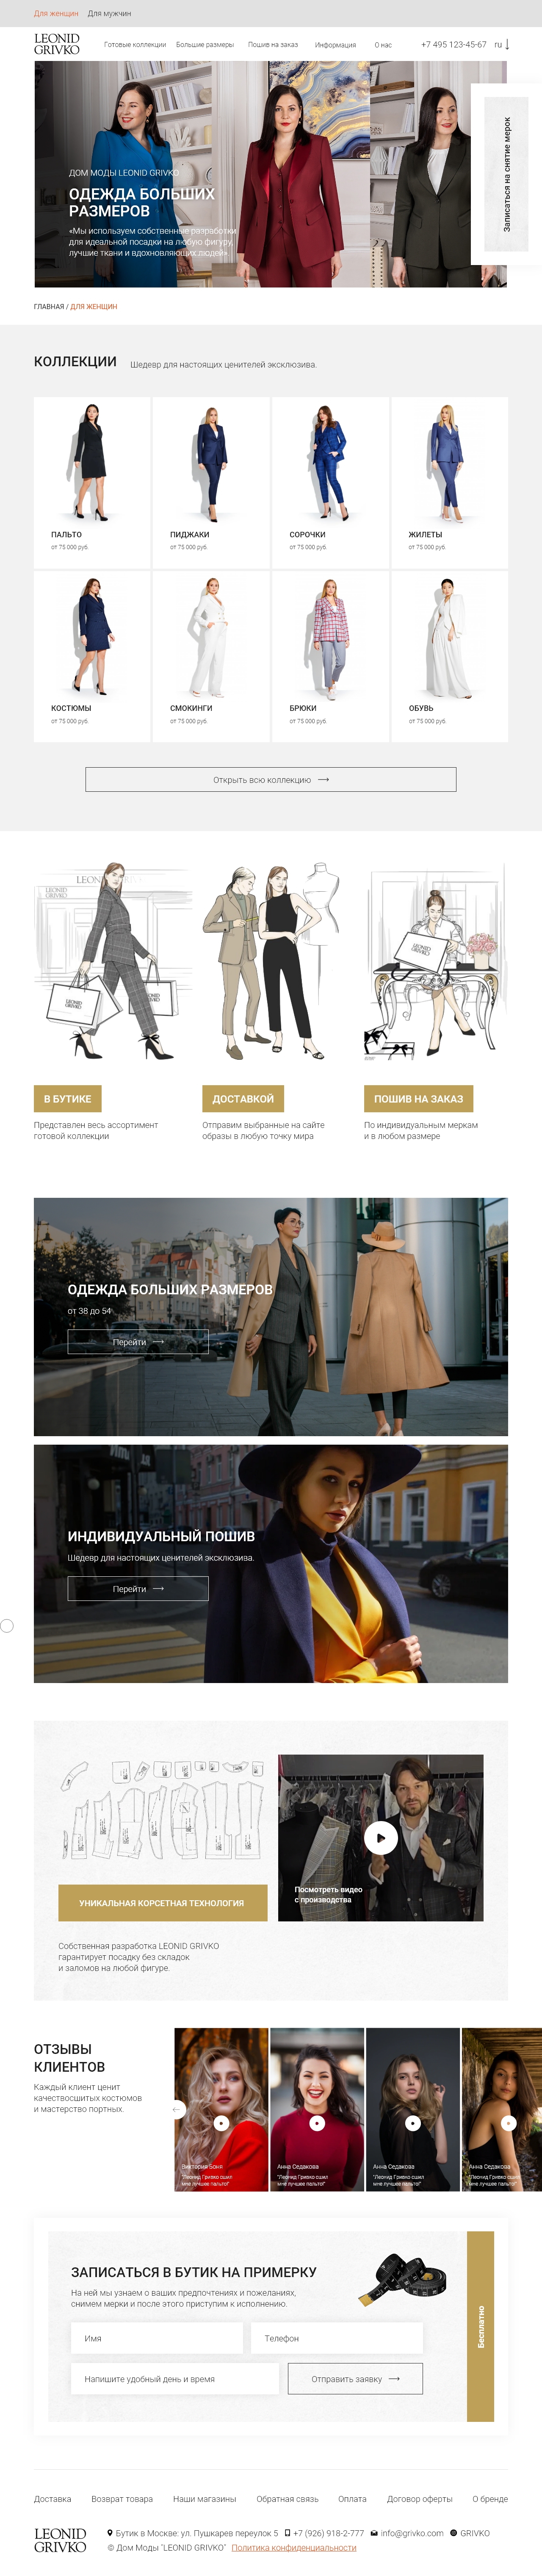 Для женщин Для мужчин
LEONID
GRIVKO
Готовые коллекции Большие размеры Пошив на заказ Информация О нас +7 495 123-45-67 ru
ДОМ МОДЫ LEONID GRIVKO
ОДЕЖДА БОЛЬШИХ
РАЗМЕРОВ
«Мы используем собственные разработки
для идеальной посадки на любую фигуру,
лучшие ткани и вдохновляющих людей»
Записаться на снятие мерок
ГЛАВНАЯ / ДЛЯ ЖЕНЩИН
КОЛЛЕКЦИИ
Шедевр для настоящих ценителей эксклюзива.
ПАЛЬТО
от 75 000 руб.
ПИДЖАКИ
от 75 000 руб.
СОРОЧКИ
от 75 000 руб.
ЖИЛЕТЫ
от 75 000 руб.
КОСТЮМЫ
от 75 000 руб.
СМОКИНГИ
от 75 000 руб.
БРЮКИ
от 75 000 руб.
ОБУВЬ
от 75 000 руб.
Открыть всю коллекцию
LEONID GRIV
LEONID
GRIVKO
LEONID
GRIVKO
LEONID
GRIVKO
LEONID
GRIVKO
В БУТИКЕ
Представлен весь ассортимент
готовой коллекции
ДОСТАВКОЙ
Отправим выбранные на сайте
образы в любую точку мира
ПОШИВ НА ЗАКАЗ
По индивидуальным меркам
и в любом размере
ОДЕЖДА БОЛЬШИХ РАЗМЕРОВ
от 38 до 54
Перейти
ИНДИВИДУАЛЬНЫЙ ПОШИВ
Шедевр для настоящих ценителей эксклюзива.
Перейти
УНИКАЛЬНАЯ КОРСЕТНАЯ ТЕХНОЛОГИЯ
Собственная разработка LEONID GRIVKO
гарантирует посадку без складок
и заломов на любой фигуре.
Посмотреть видео
с производства
ОТЗЫВЫ
КЛИЕНТОВ
Каждый клиент ценит
качествосшитых костюмов
и мастерство портных.
Виктория Боня
"Леонид Гривко сшил
мне лучшее пальто!"
Анна Седакова
"Леонид Гривко сшил
мне лучшее пальто!"
Анна Седакова
"Леонид Гривко сшил
мне лучшее пальто!"
Анна Седакова
"Леонид Гривко сшил
мне лучшее пальто!"
ЗАПИСАТЬСЯ В БУТИК НА ПРИМЕРКУ
На ней мы узнаем о ваших предпочтениях и пожеланиях,
снимем мерки и после этого приступим к исполнению.
Имя
Телефон
Напишите удобный день и время
Отправить заявку
Бесплатно
Доставка Возврат товара Наши магазины Обратная связь Оплата Договор оферты О бренде
LEONID
GRIVKO
Бутик в Москве: ул. Пушкарев переулок 5 +7 (926) 918-2-777 info@grivko.com GRIVKO
© Дом Моды "LEONID GRIVKO" Политика конфиденциальности